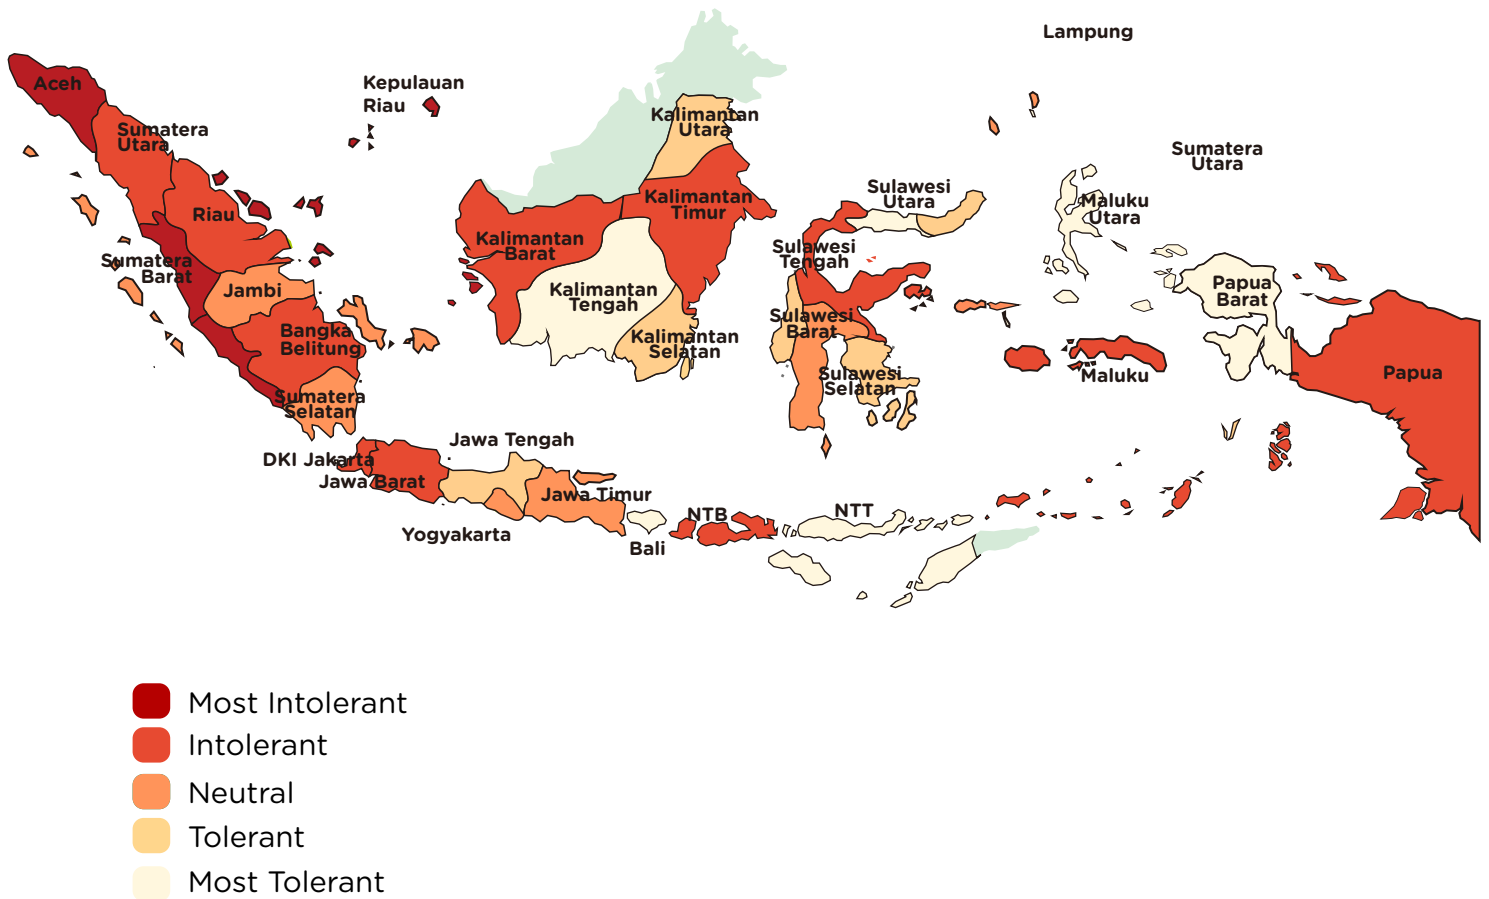 Lampung
Aceh
Kepulauan
Riau
Kalimantan
Utara
Sumatera
Utara
Sumatera
Utara
Sulawesi
Utara
Kalimantan
Timur
Maluku
Utara
Riau
Kalimantan
Barat
Sulawesi
Tengah
Sumatera
Barat
Jambi
Kalimantan
Tengah
Papua
Barat
Sulawesi
Barat
Bangka
Belitung
Kalimantan
Selatan
Papua
Maluku
Sulawesi
Selatan
Sumatera
Selatan
Jawa Tengah
DKI Jakarta
Jawa Barat
Jawa Timur
NTB
NTT
Yogyakarta
Bali
Most Intolerant
Intolerant
Neutral
Tolerant
Most Tolerant